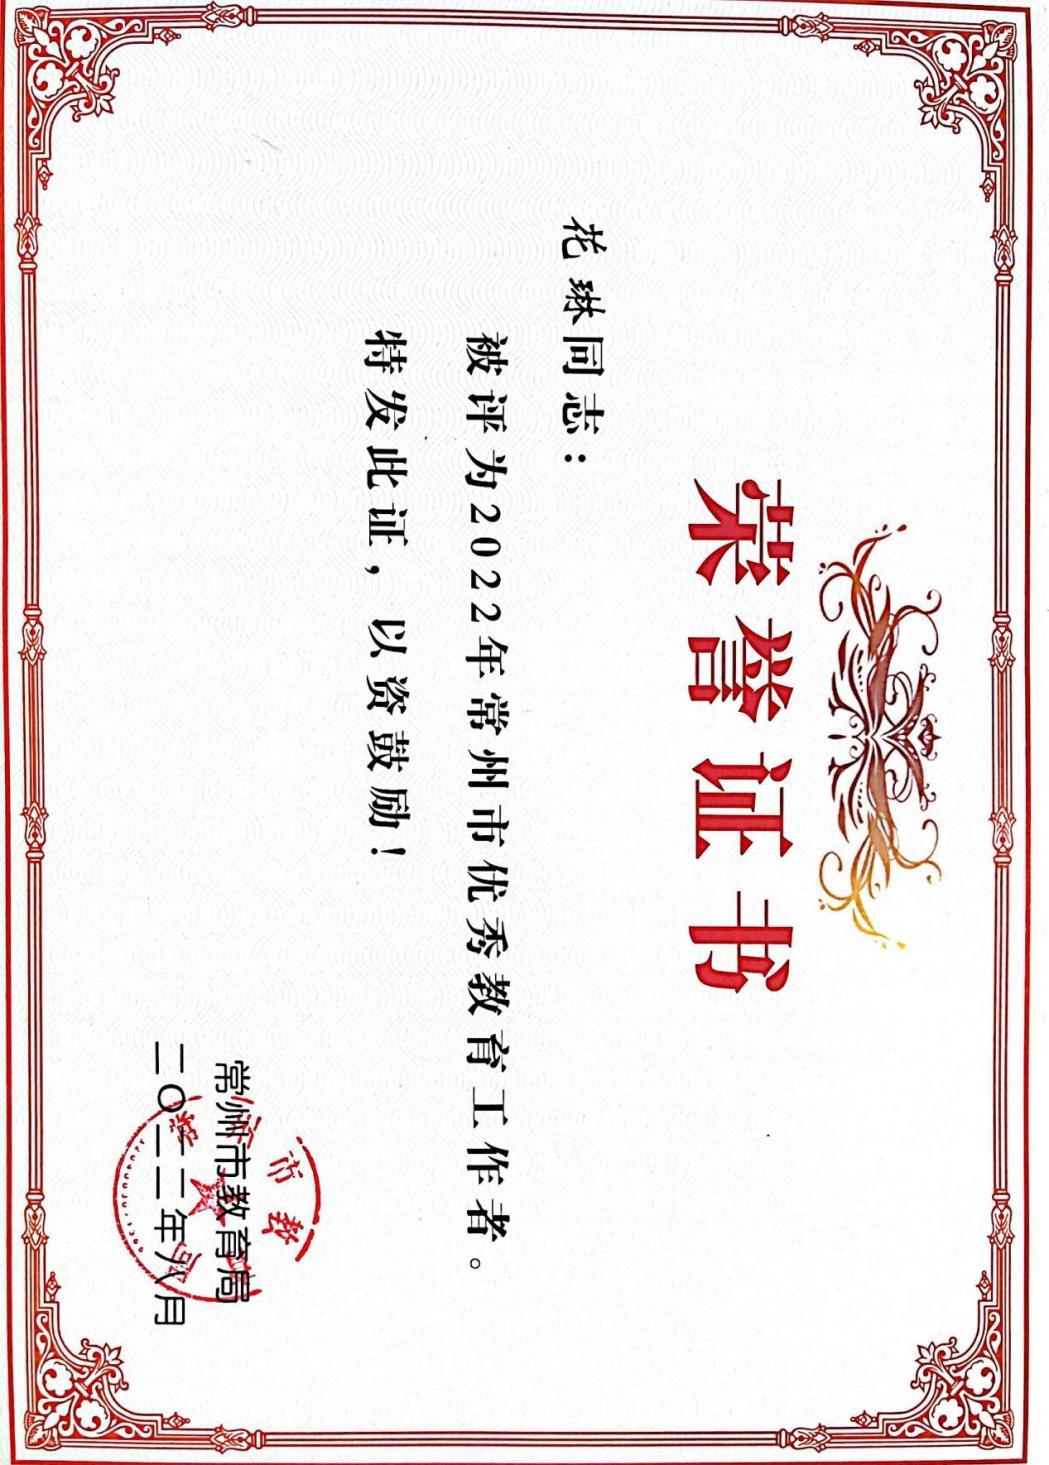 荣誉证书
花琳同志：
被评为2022年常州市优秀教育工作者。
特发此证，以资鼓励！
常州市教育局
二〇二二年八月